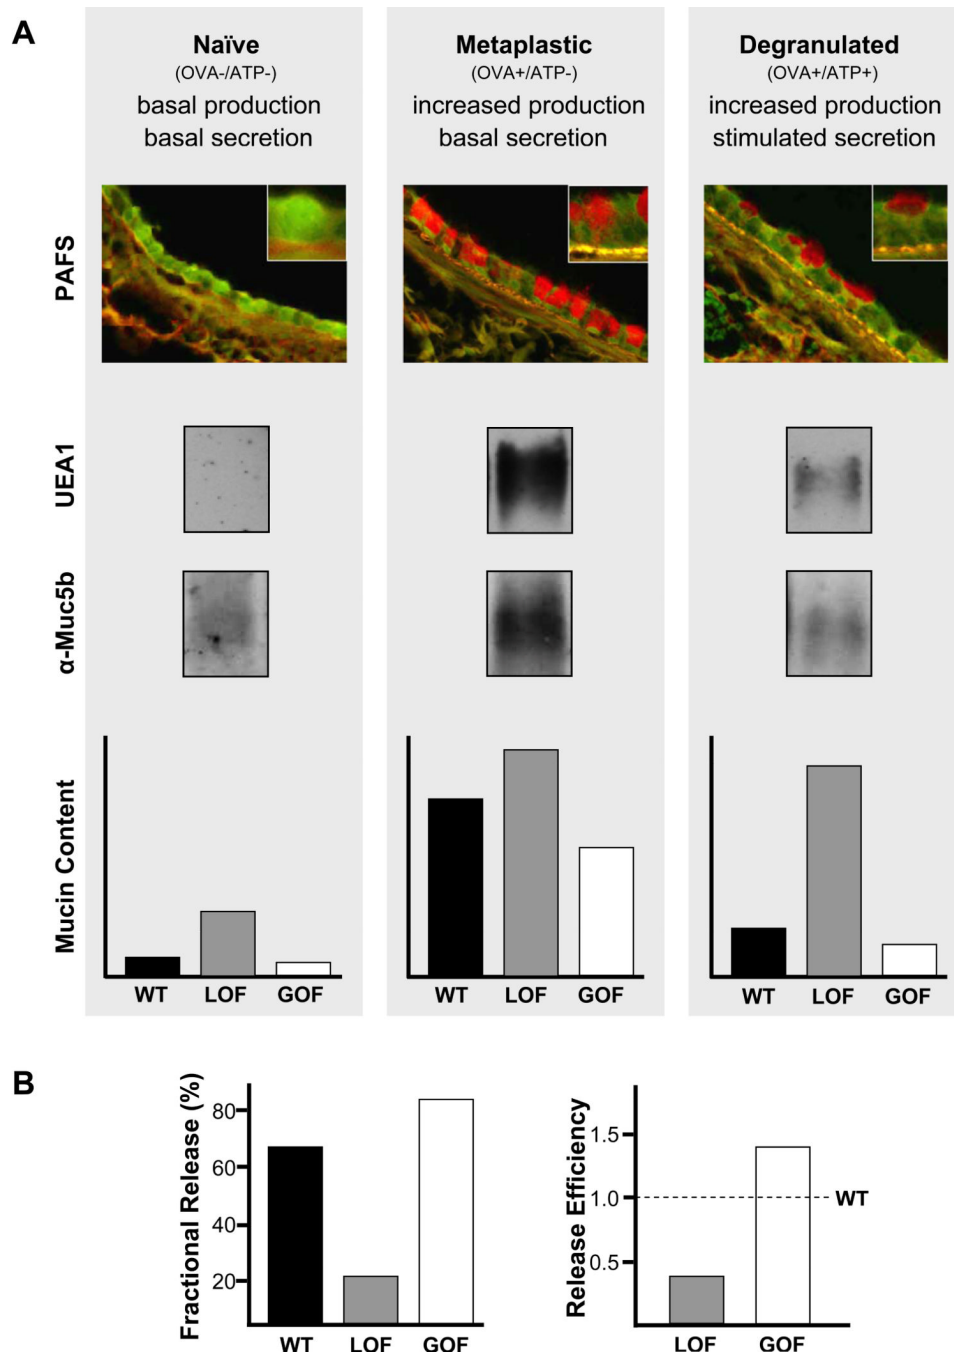 A
Naïve
(OVA-/ATP-)
basal production
basal secretion
Metaplastic
(OVA+/ATP-)
increased production
basal secretion
Degranulated
(OVA+/ATP+)
increased production
stimulated secretion
PAFS
UEA1
α-Muc5b
Mucin Content
WT LOF GOF
WT LOF GOF
WT LOF GOF
B
Fractional Release (%)
80
60
40
20
WT LOF GOF
Release Efficiency
1.5
1.0
0.5
WT
LOF GOF